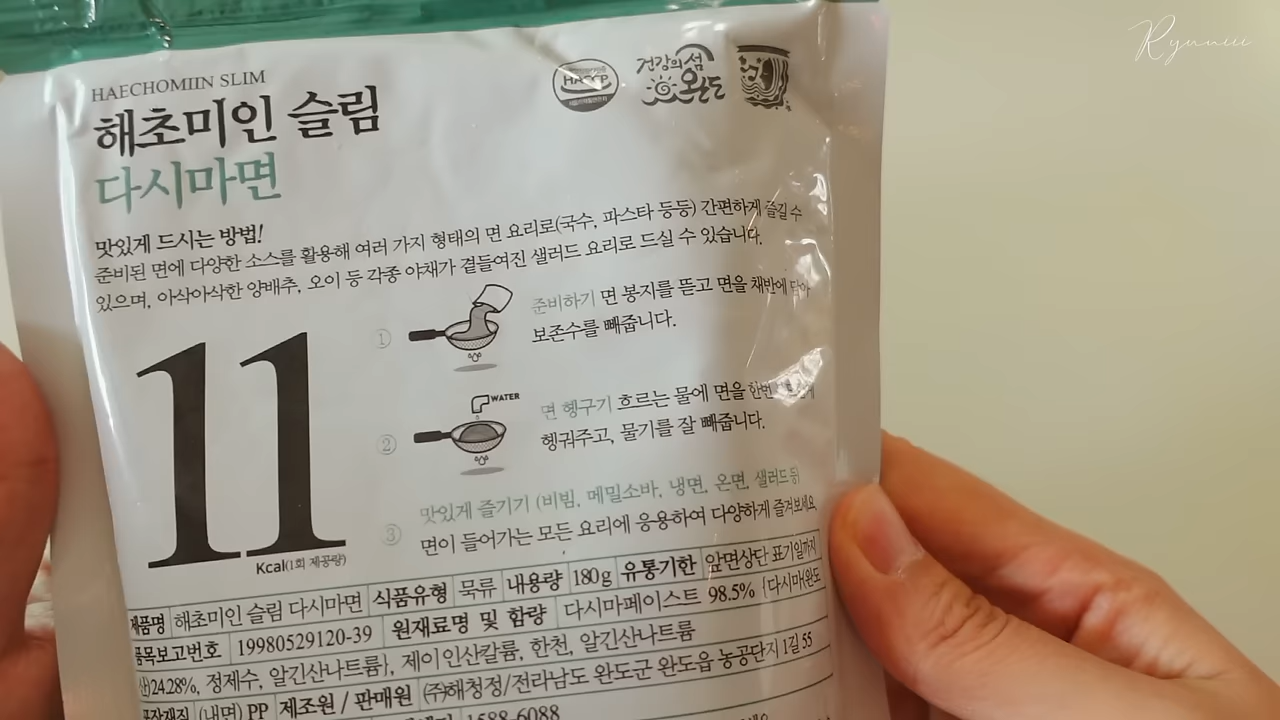 Ryuuiii
HAECHOMIIN SLIM
HACCP
건강의 섬
완도
해초미인 슬림
다시마면
맛있게 드시는 방법!
준비된 면에 다양한 소스를 활용해 여러 가지 형태의 면 요리로(국수, 파스타 등등) 간편하게 즐길 수
있으며, 아삭아삭한 양배추, 오이 등 각종 야채가 곁들여진 샐러드 요리로 드실 수 있습니다.
11
Kcal(1회 제공량)
① 준비하기 면 봉지를 뜯고 면을 채반에 담아
보존수를 빼줍니다.
WATER
② 면 헹구기 흐르는 물에 면을 한번
헹궈주고, 물기를 잘 빼줍니다.
③ 맛있게 즐기기 (비빔, 메밀소바, 냉면, 온면, 샐러드 등)
면이 들어가는 모든 요리에 응용하여 다양하게 즐겨보세요
제품명 해초미인 슬림 다시마면 식품유형 묵류 내용량 180g 유통기한 앞면상단 표기일까지
품목보고번호 19980529120-39 원재료명 및 함량 다시마페이스트 98.5% {다시마(완도
산)24.28%, 정제수, 알긴산나트륨}, 제이인산칼륨, 한천, 알긴산나트륨
포장재질 (내면) PP 제조원 / 판매원 ㈜해청정/전라남도 완도군 완도읍 농공단지 1길 55
1588-6088